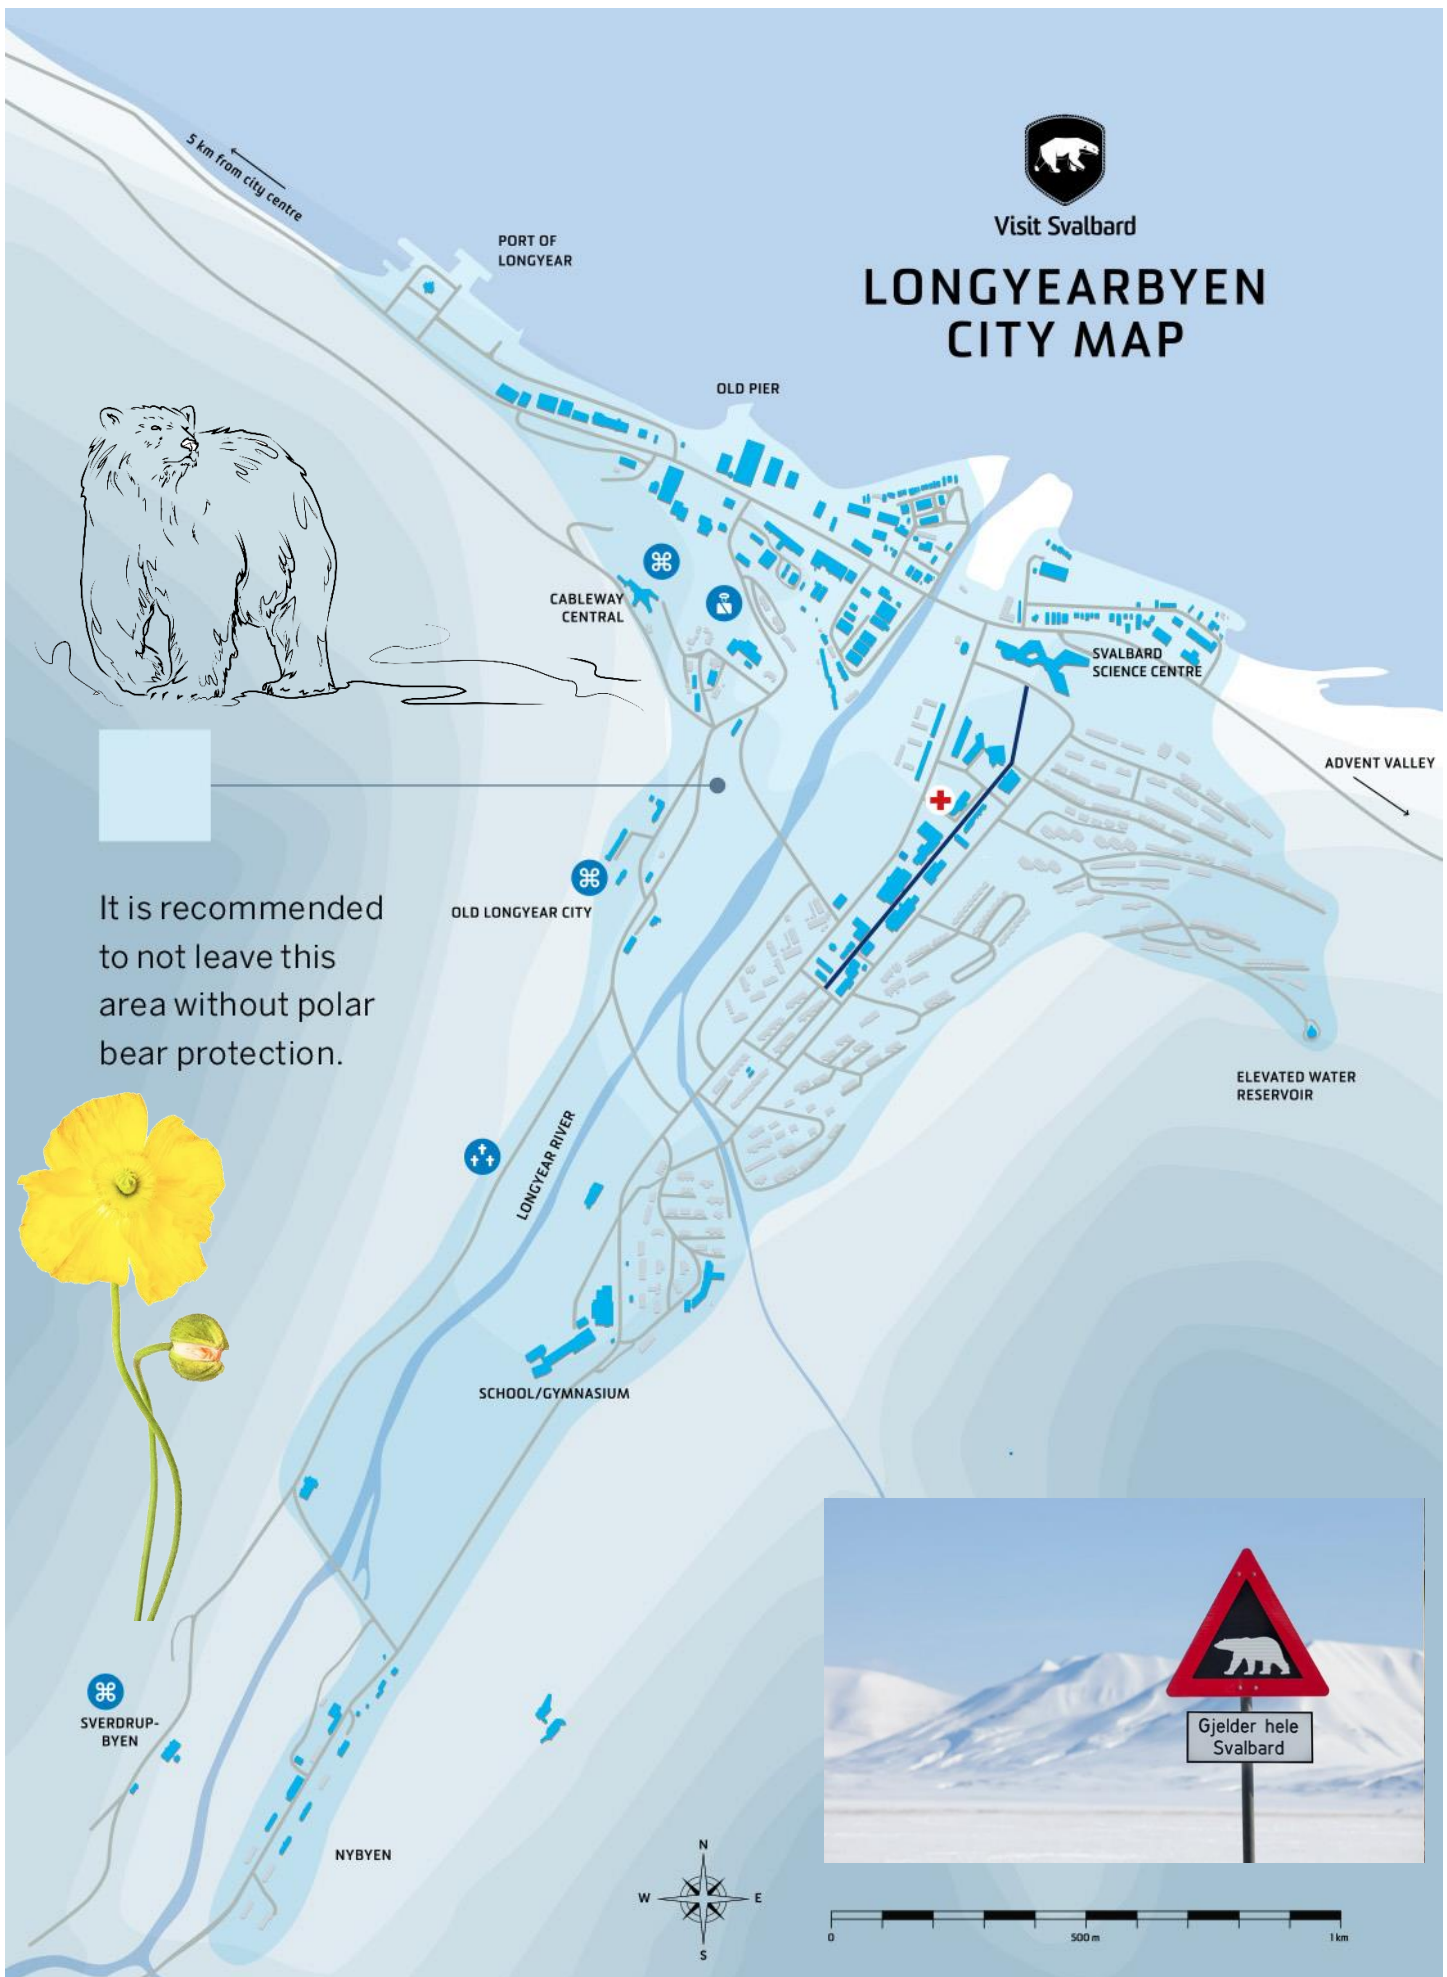 5 km from city centre
PORT OF
LONGYEAR
Visit Svalbard
LONGYEARBYEN
CITY MAP
OLD PIER
CABLEWAY
CENTRAL
SVALBARD
SCIENCE CENTRE
ADVENT VALLEY
It is recommended
to not leave this
area without polar
bear protection.
OLD LONGYEAR CITY
ELEVATED WATER
RESERVOIR
LONGYEAR RIVER
SCHOOL/GYMNASIUM
SVERDRUP-
BYEN
Gjelder hele
Svalbard
NYBYEN
N
W
E
S
0
500 m
1 km